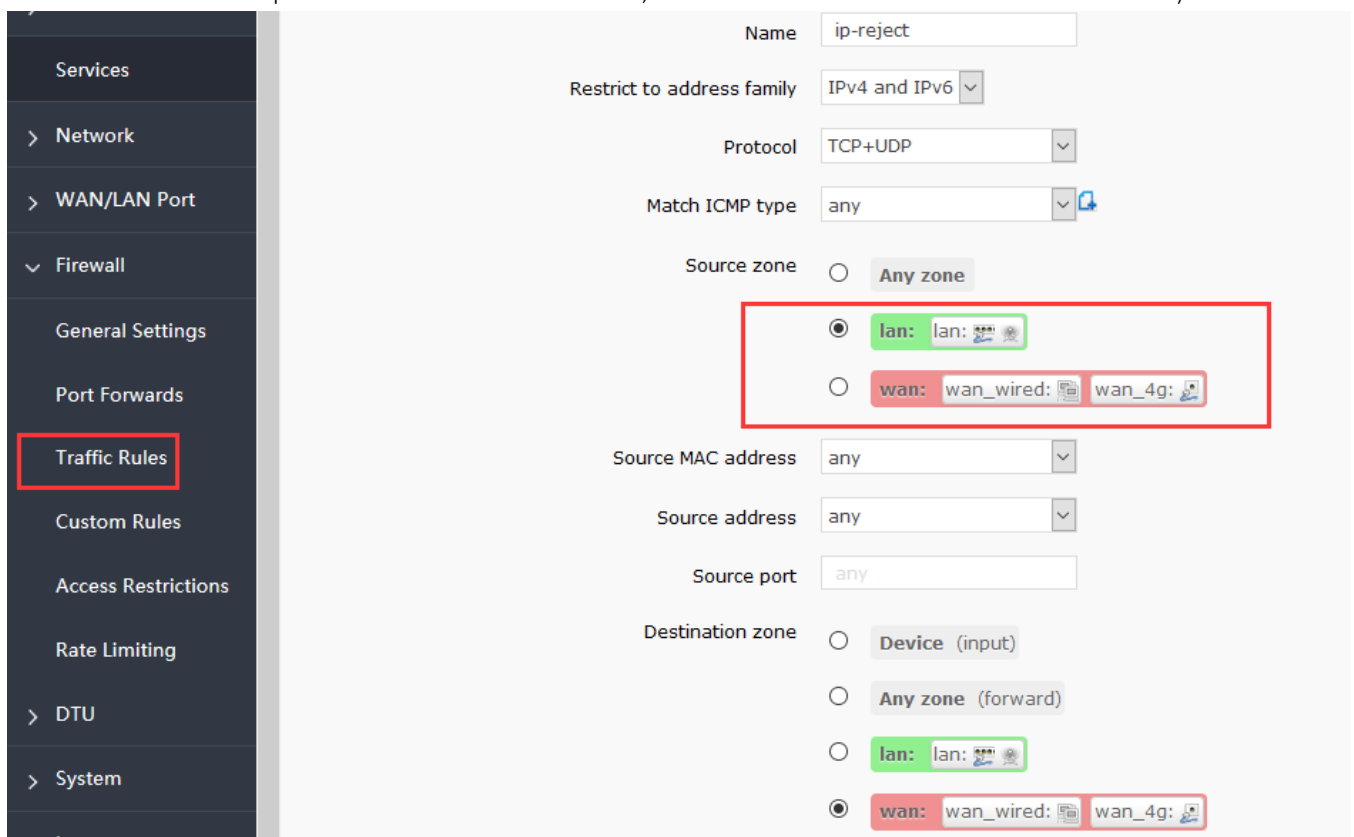 Services
Network
WAN/LAN Port
Firewall
General Settings
Port Forwards
Traffic Rules
Custom Rules
Access Restrictions
Rate Limiting
DTU
System
Name ip-reject
Restrict to address family IPv4 and IPv6
Protocol TCP+UDP
Match ICMP type any
Source zone Any zone
lan: lan:
wan: wan_wired: wan_4g:
Source MAC address any
Source address any
Source port any
Destination zone Device (input)
Any zone (forward)
lan: lan:
wan: wan_wired: wan_4g: